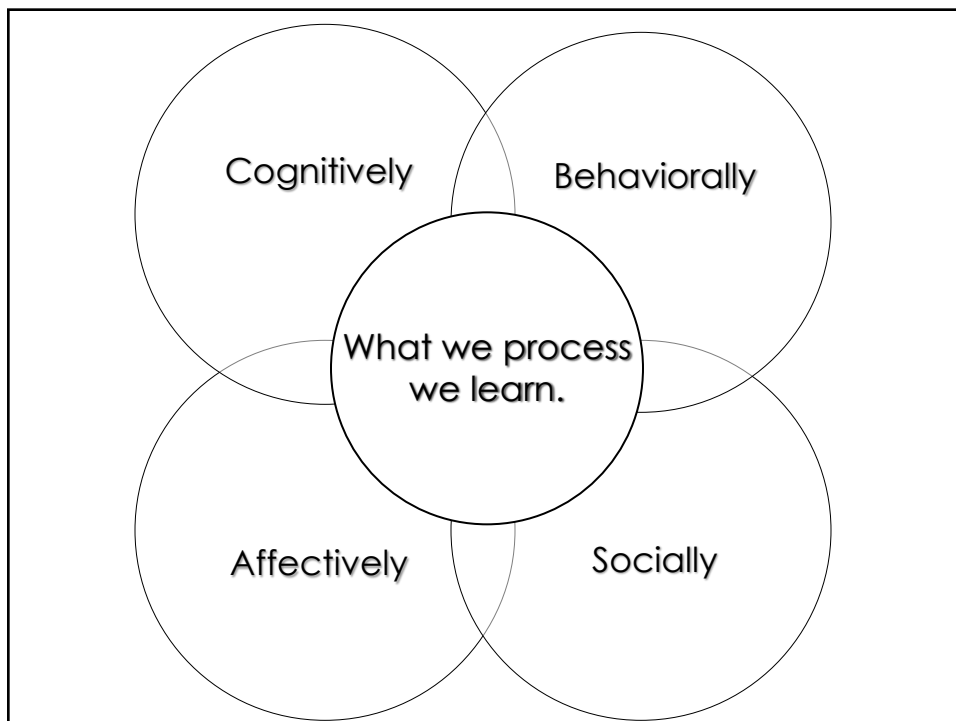 Cognitively
Behaviorally
What we process
we learn.
Affectively
Socially